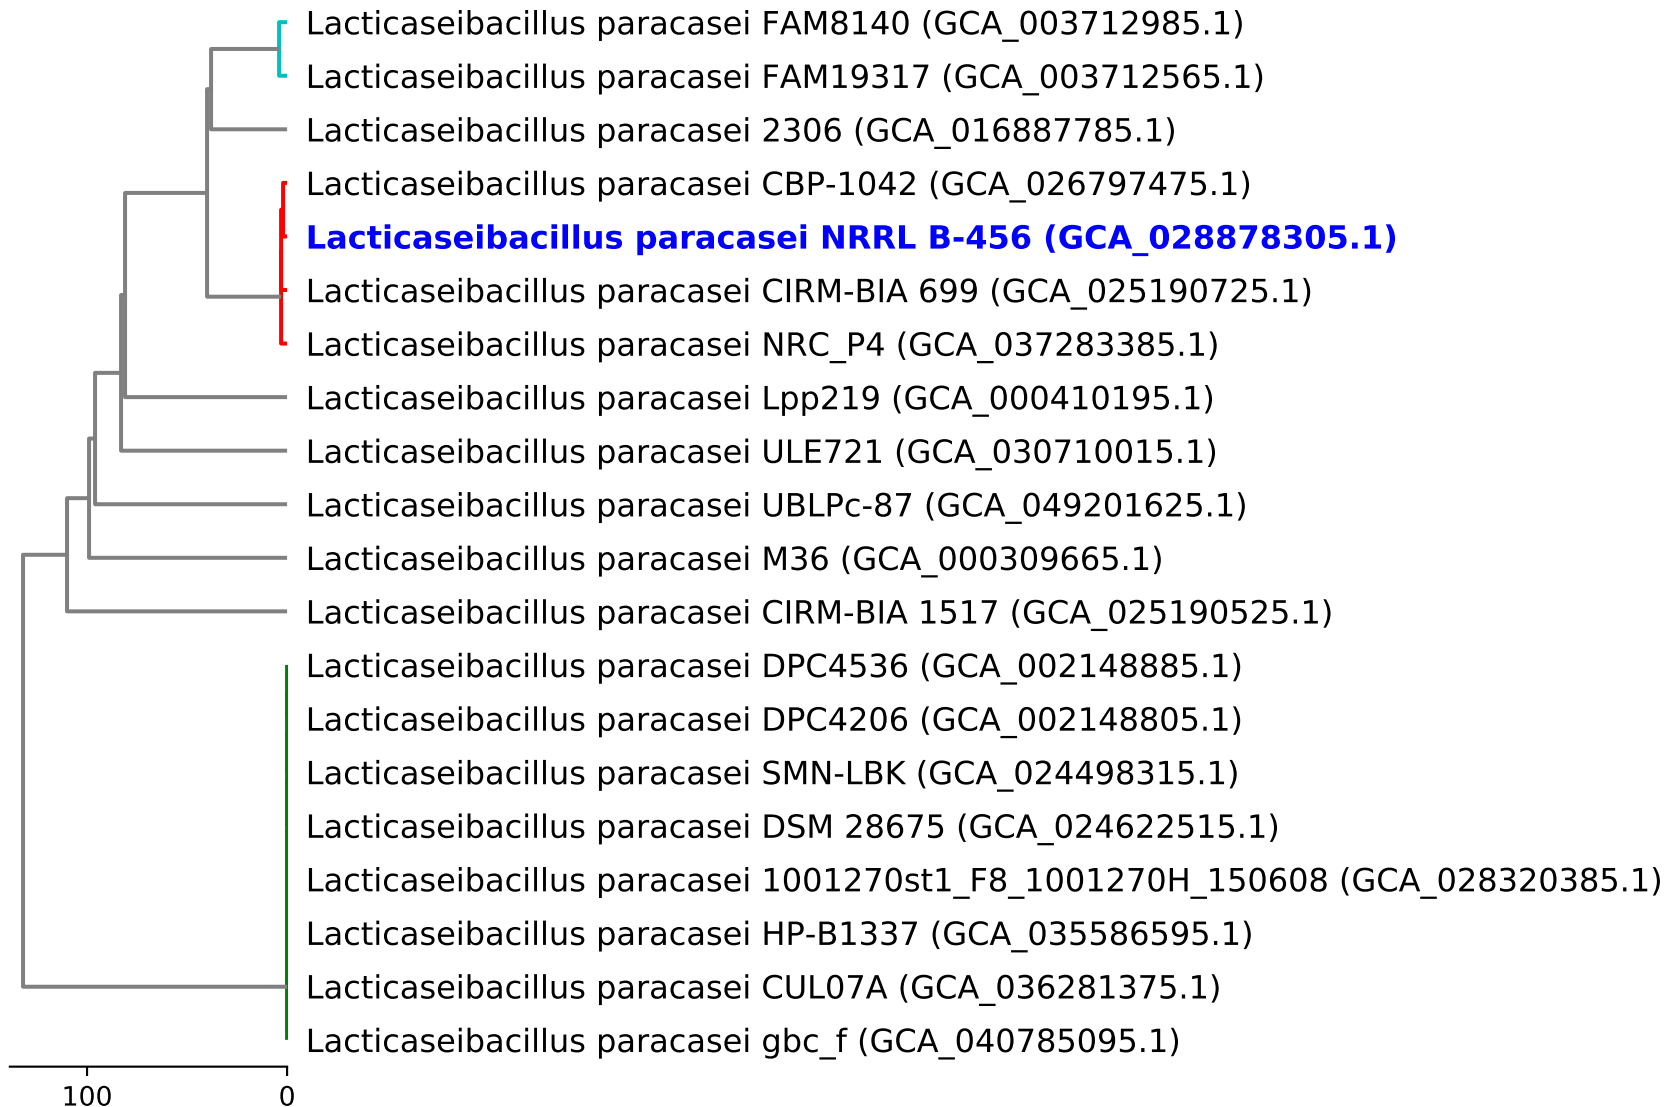 Lacticaseibacillus paracasei FAM8140 (GCA_003712985.1)
Lacticaseibacillus paracasei FAM19317 (GCA_003712565.1)
Lacticaseibacillus paracasei 2306 (GCA_016887785.1)
Lacticaseibacillus paracasei CBP-1042 (GCA_026797475.1)
Lacticaseibacillus paracasei NRRL B-456 (GCA_028878305.1)
Lacticaseibacillus paracasei CIRM-BIA 699 (GCA_025190725.1)
Lacticaseibacillus paracasei NRC_P4 (GCA_037283385.1)
Lacticaseibacillus paracasei Lpp219 (GCA_000410195.1)
Lacticaseibacillus paracasei ULE721 (GCA_030710015.1)
Lacticaseibacillus paracasei UBLPc-87 (GCA_049201625.1)
Lacticaseibacillus paracasei M36 (GCA_000309665.1)
Lacticaseibacillus paracasei CIRM-BIA 1517 (GCA_025190525.1)
Lacticaseibacillus paracasei DPC4536 (GCA_002148885.1)
Lacticaseibacillus paracasei DPC4206 (GCA_002148805.1)
Lacticaseibacillus paracasei SMN-LBK (GCA_024498315.1)
Lacticaseibacillus paracasei DSM 28675 (GCA_024622515.1)
Lacticaseibacillus paracasei 1001270st1_F8_1001270H_150608 (GCA_028320385.1)
Lacticaseibacillus paracasei HP-B1337 (GCA_035586595.1)
Lacticaseibacillus paracasei CUL07A (GCA_036281375.1)
Lacticaseibacillus paracasei gbc_f (GCA_040785095.1)
100 0